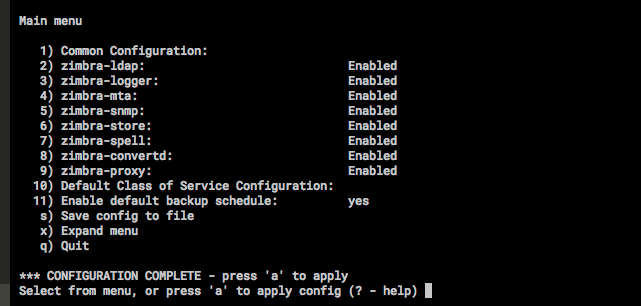 Main menu
1) Common Configuration:
2) zimbra-ldap: Enabled
3) zimbra-logger: Enabled
4) zimbra-mta: Enabled
5) zimbra-snmp: Enabled
6) zimbra-store: Enabled
7) zimbra-spell: Enabled
8) zimbra-convertd: Enabled
9) zimbra-proxy: Enabled
10) Default Class of Service Configuration:
11) Enable default backup schedule: yes
s) Save config to file
x) Expand menu
q) Quit
*** CONFIGURATION COMPLETE - press 'a' to apply
Select from menu, or press 'a' to apply config (? - help)